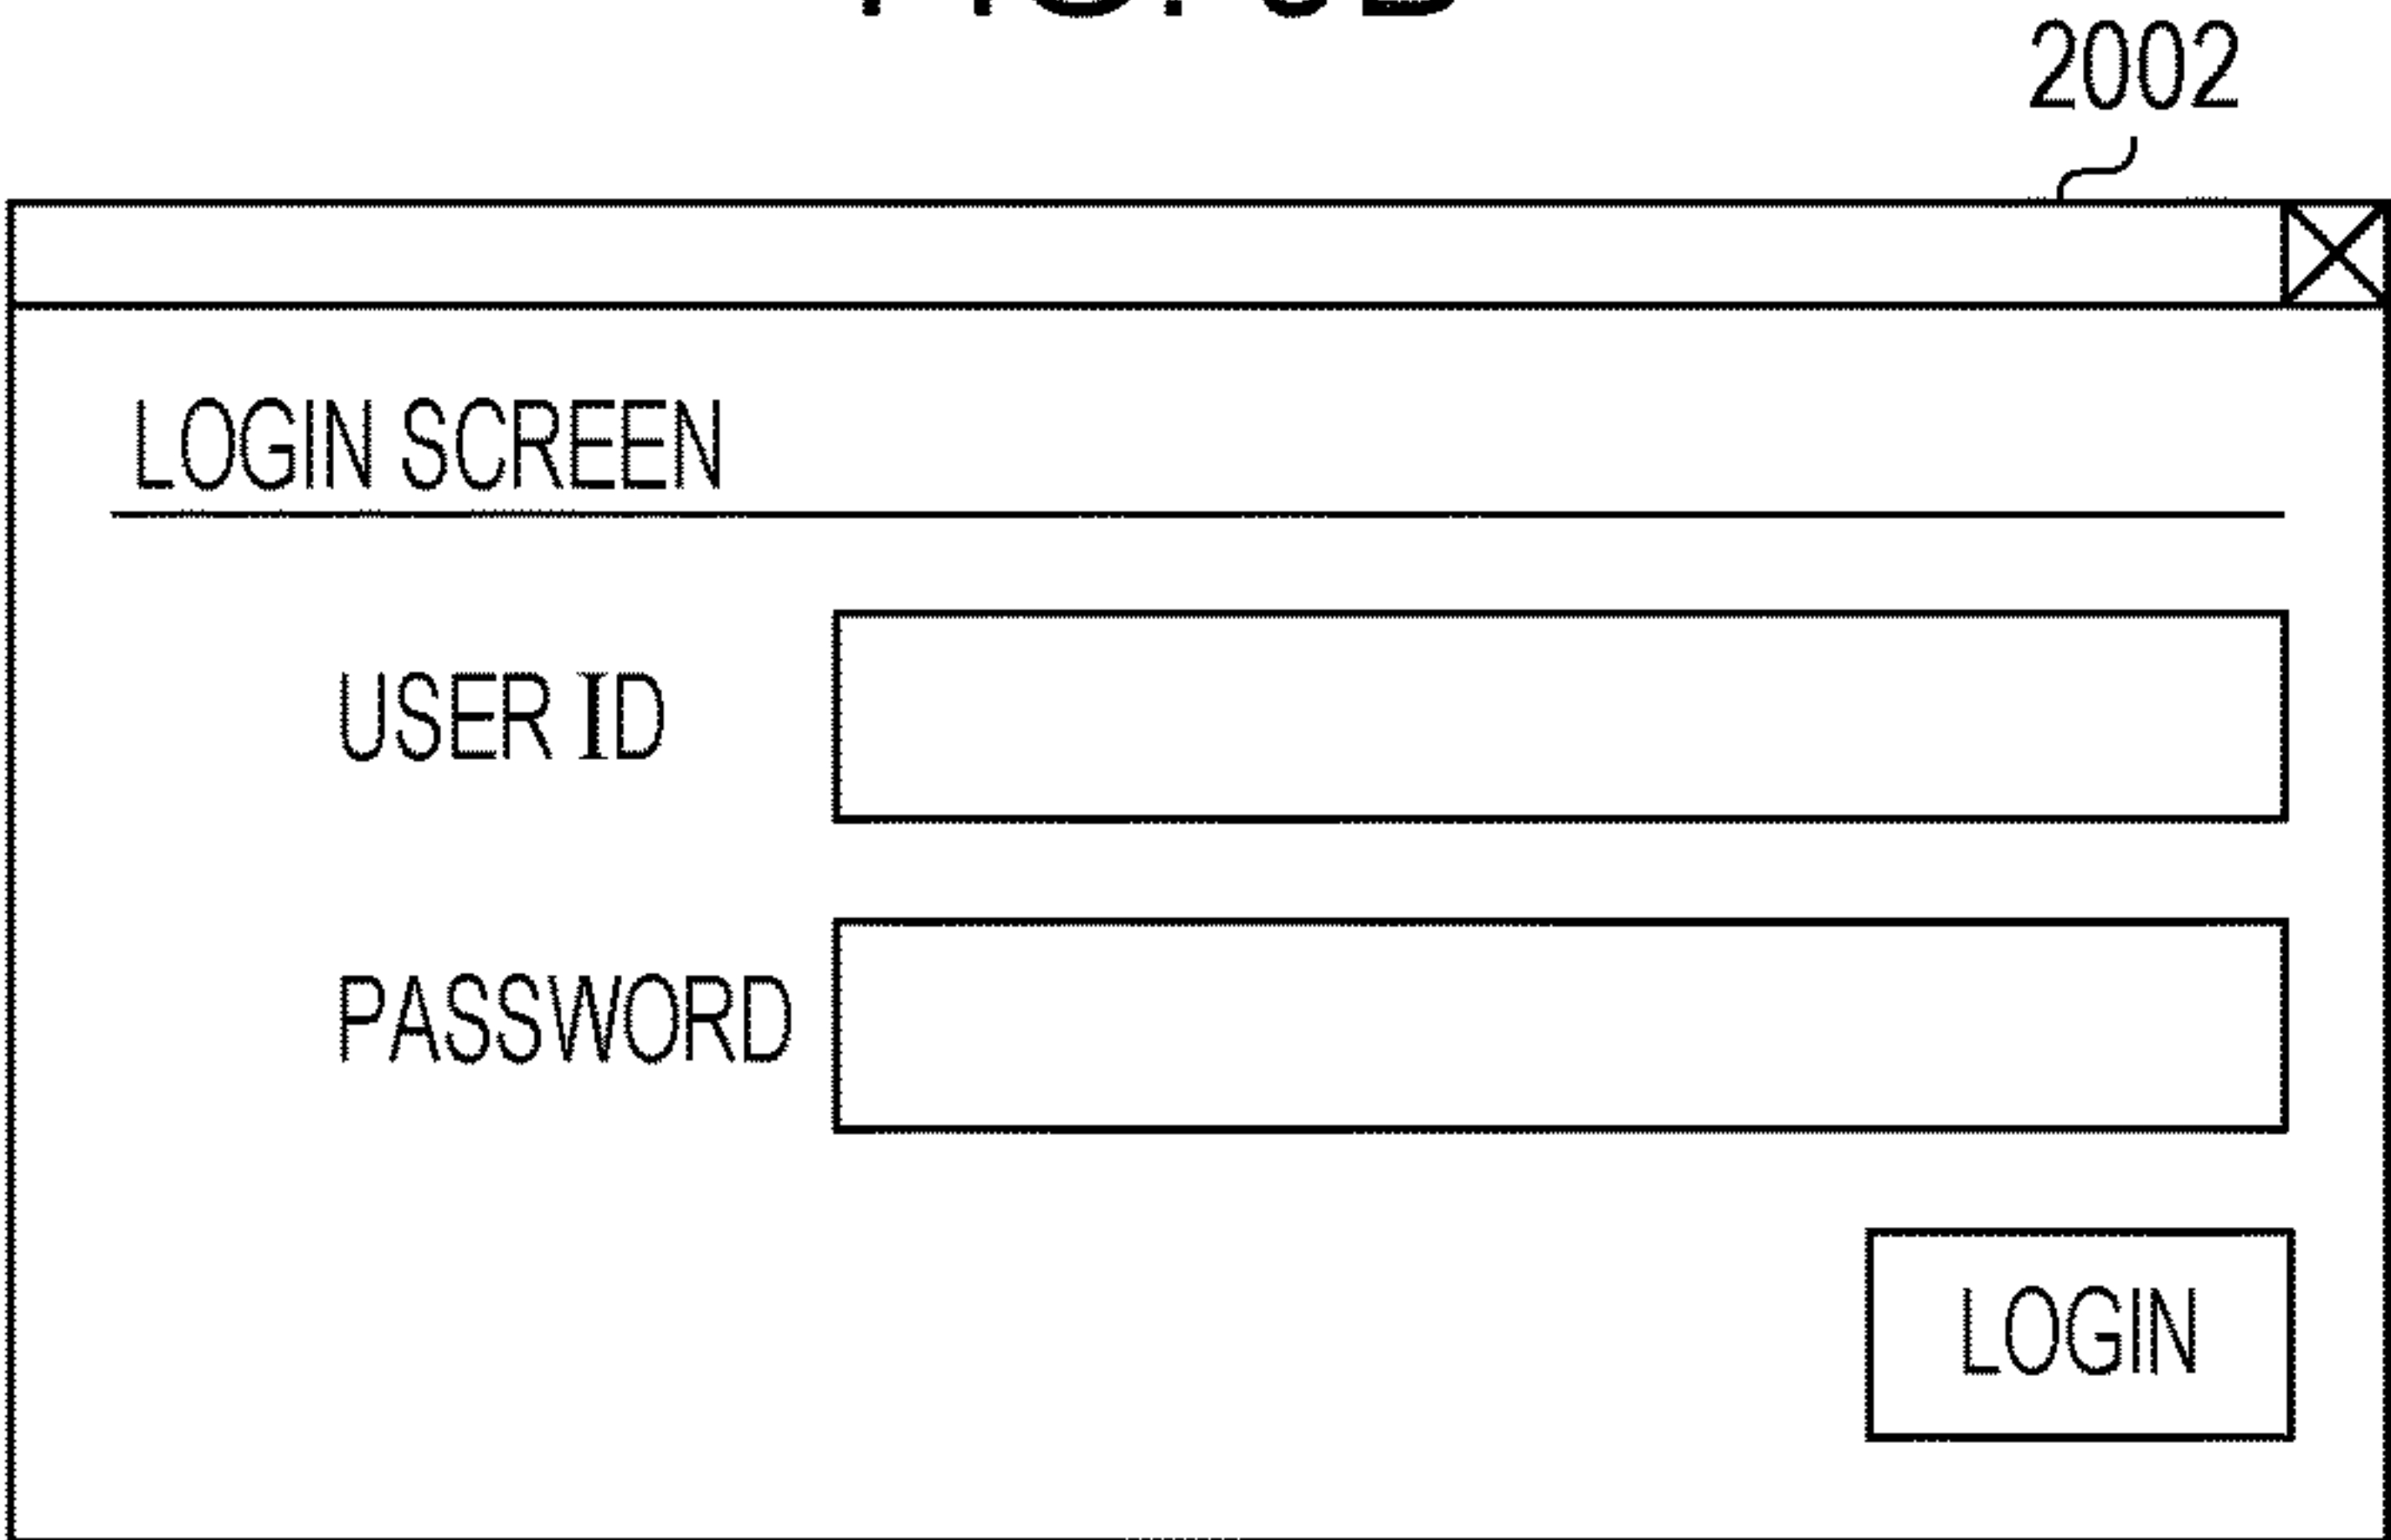 2002
LOGIN SCREEN
USER ID
PASSWORD
LOGIN